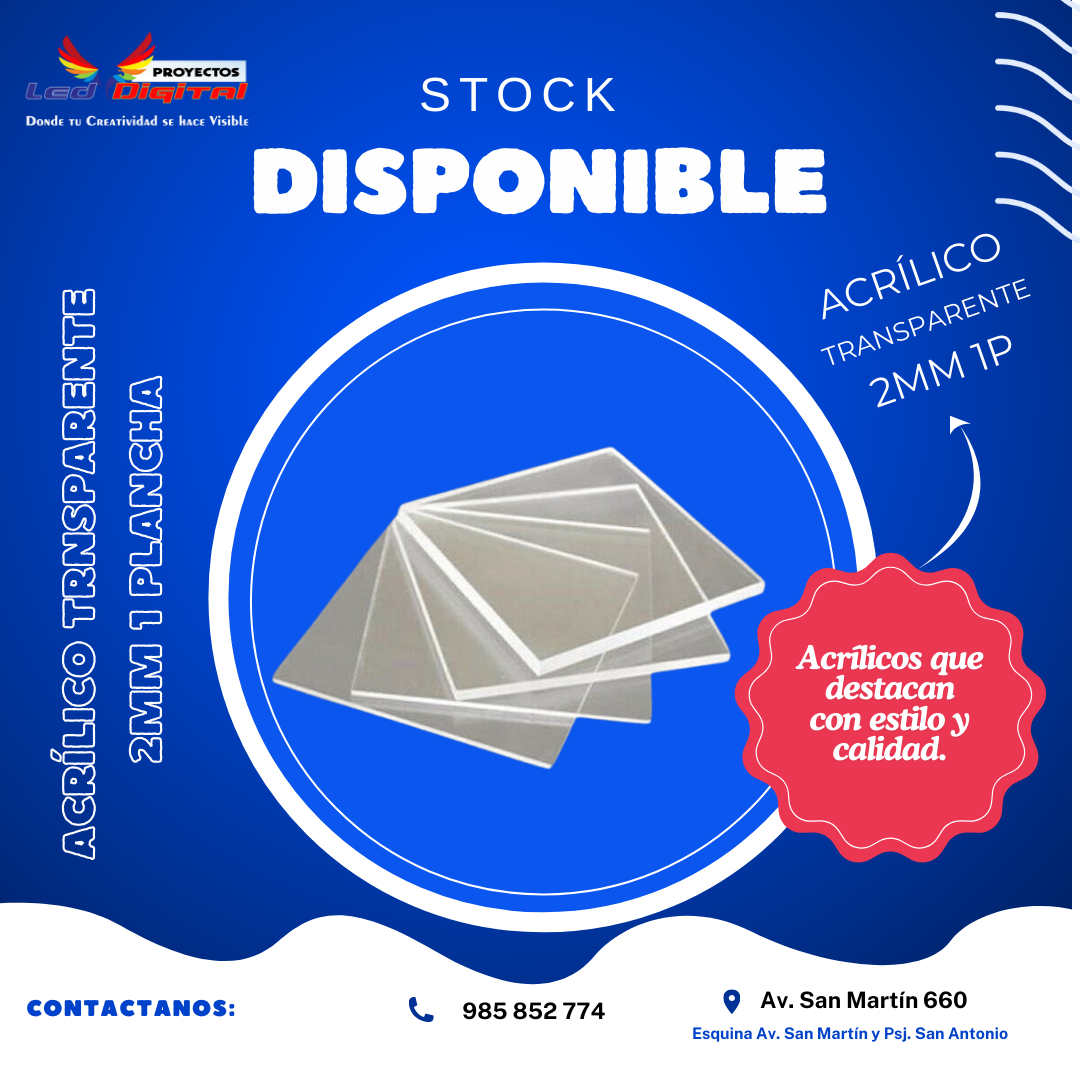 PROYECTOS
Led Digital
Donde tu Creatividad se hace Visible
STOCK
DISPONIBLE
ACRÍLICO
TRANSPARENTE
2MM 1P
ACRÍLICO TRNSPARENTE
2MM 1 PLANCHA
Acrílicos que
destacan
con estilo y
calidad.
CONTACTANOS:
985 852 774
Av. San Martín 660
Esquina Av. San Martín y Psj. San Antonio